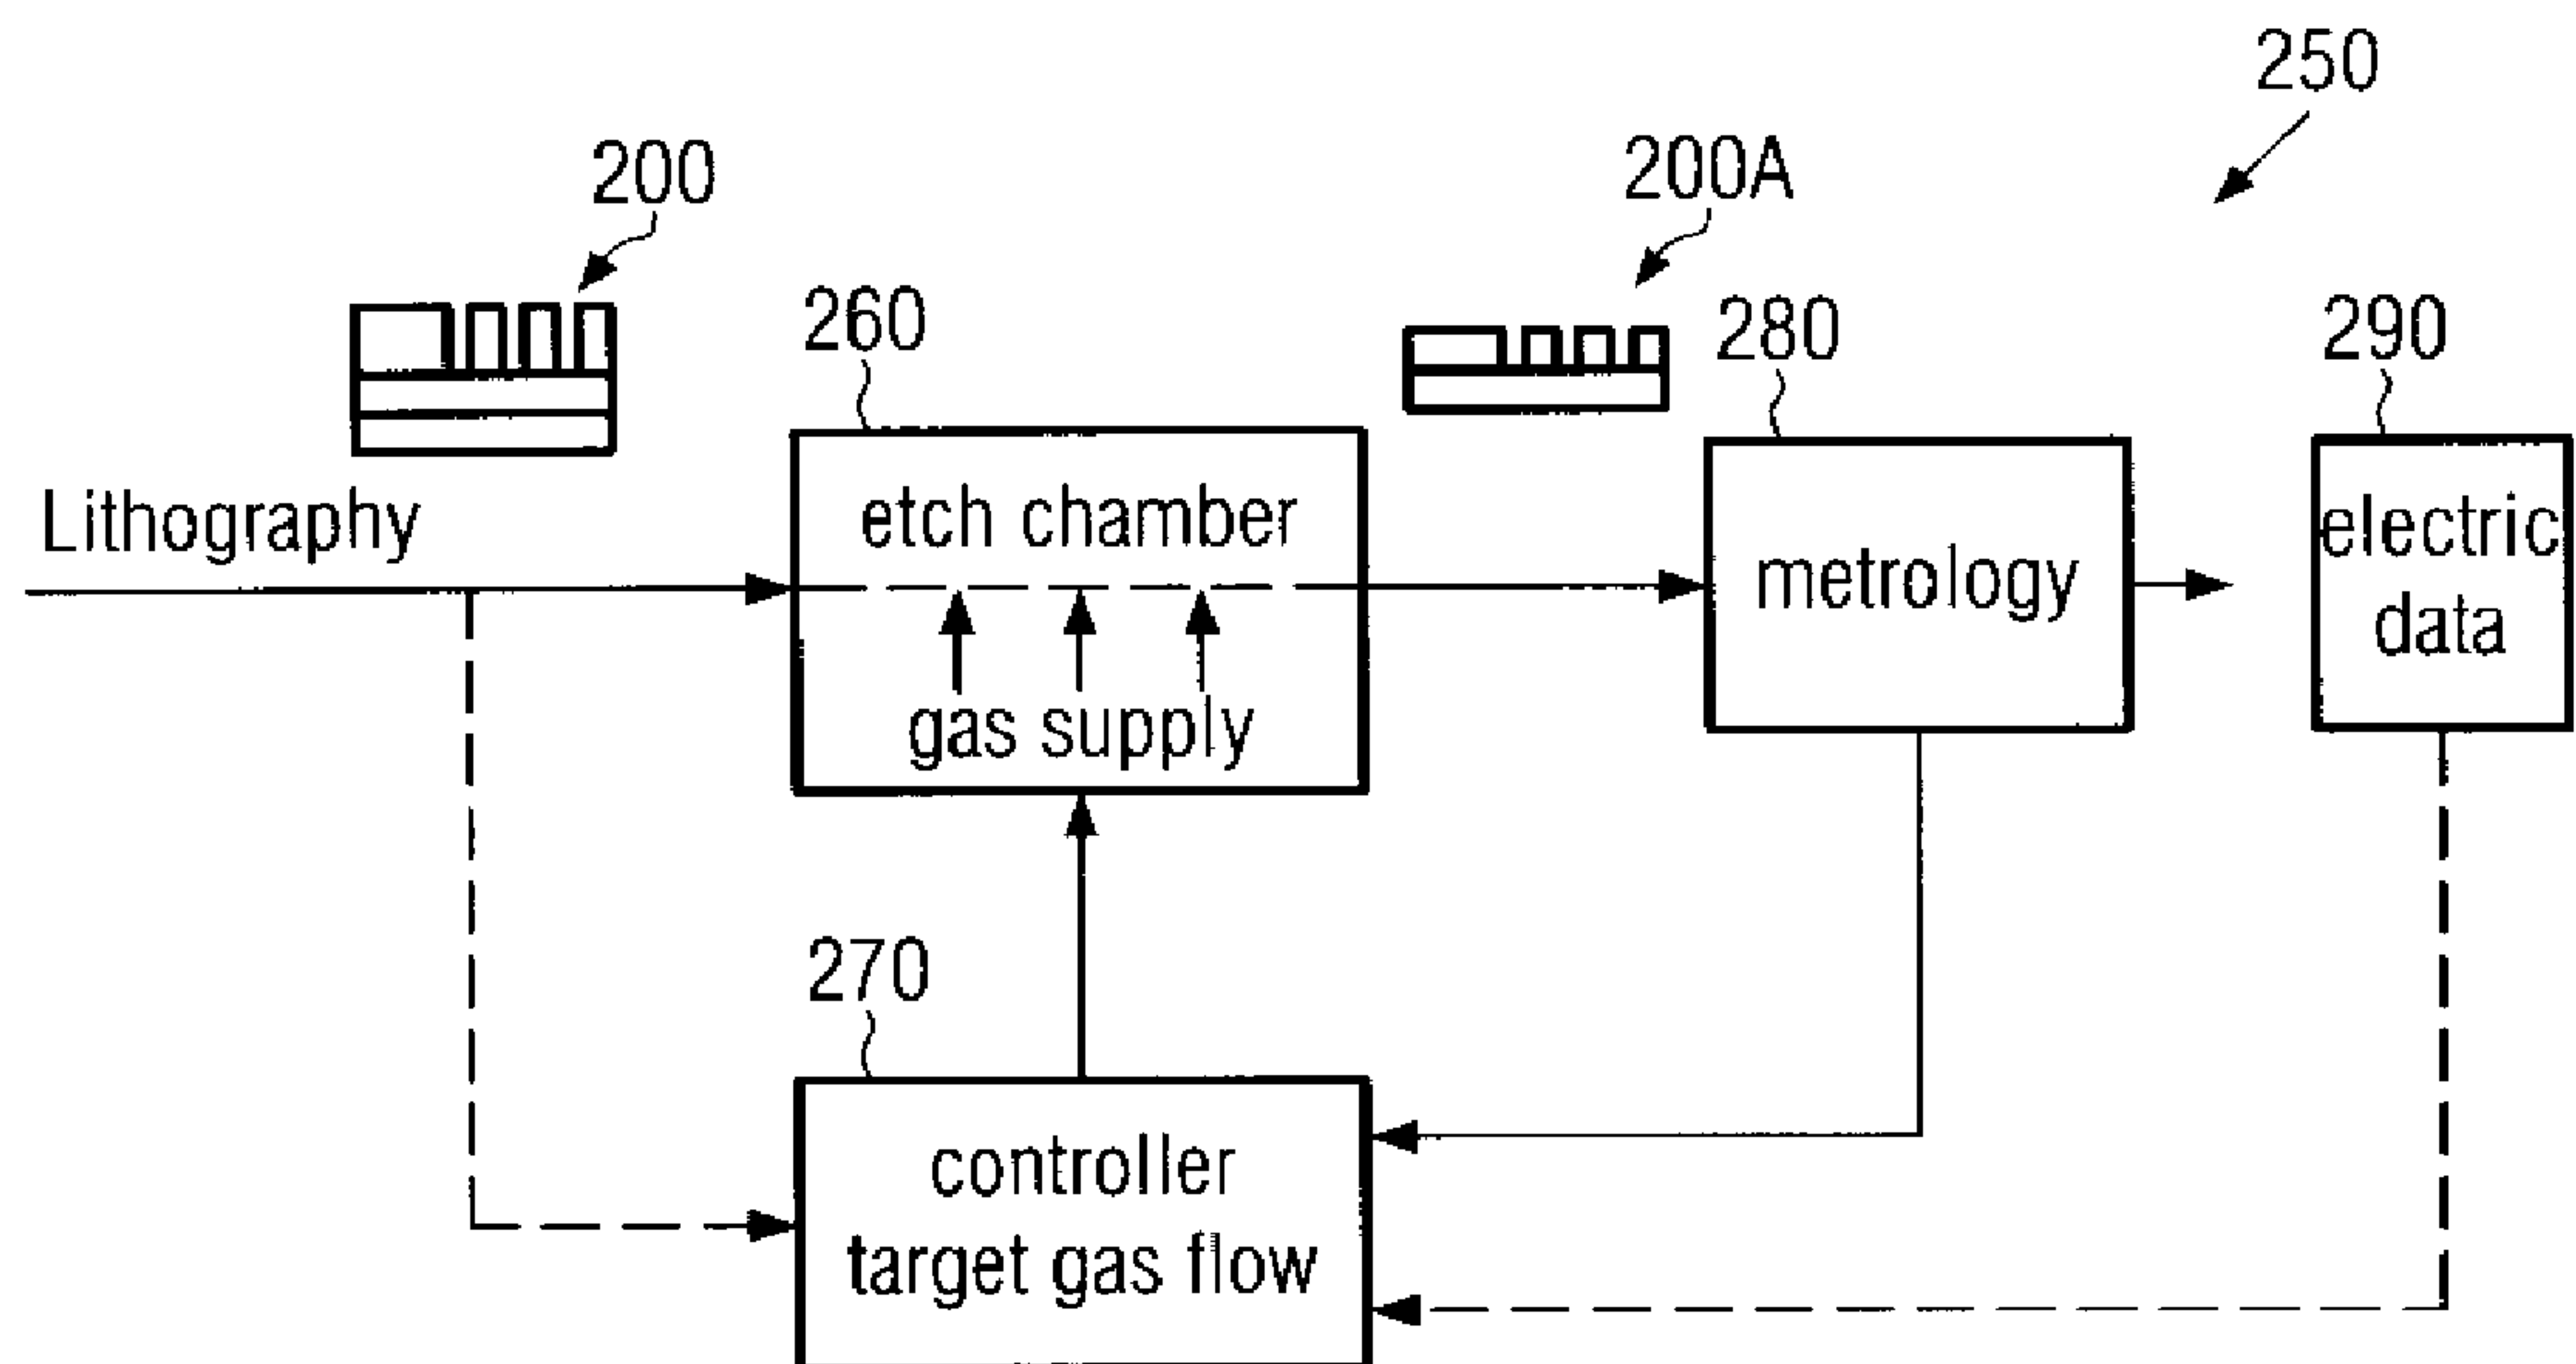 250
200
200A
260
280
290
Lithography
etch chamber
gas supply
metrology
electric
data
270
controller
target gas flow